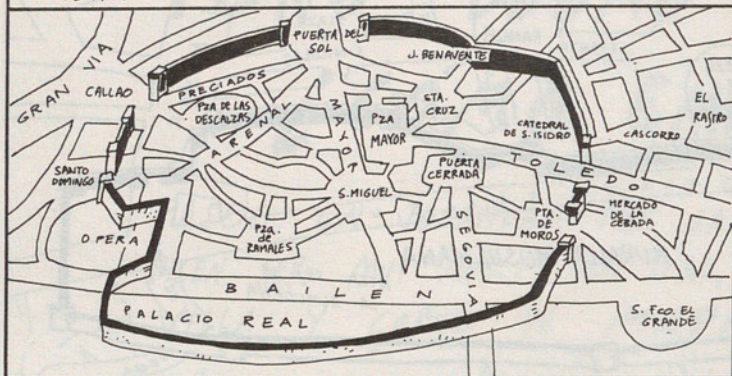 PUERTA DEL
SOL
J. BENAVENTE
GRAN VIA
CALLAO
PRECIADOS
PZA DE LAS
DESCALZAS
ARENAL
MAYOR
PZA
MAYOR
STA.
CRUZ
CATEDRAL
DE S. ISIDRO
CASCORRO
EL
RASTRO
TOLEDO
SANTO
DOMINGO
S. MIGUEL
PUERTA
CERRADA
MERCADO
DE LA
CEBADA
PTA.
DE
MOROS
OPERA
PZA.
de
RAMALES
SEGOVIA
BAILEN
PALACIO REAL
S. FCO. EL
GRANDE